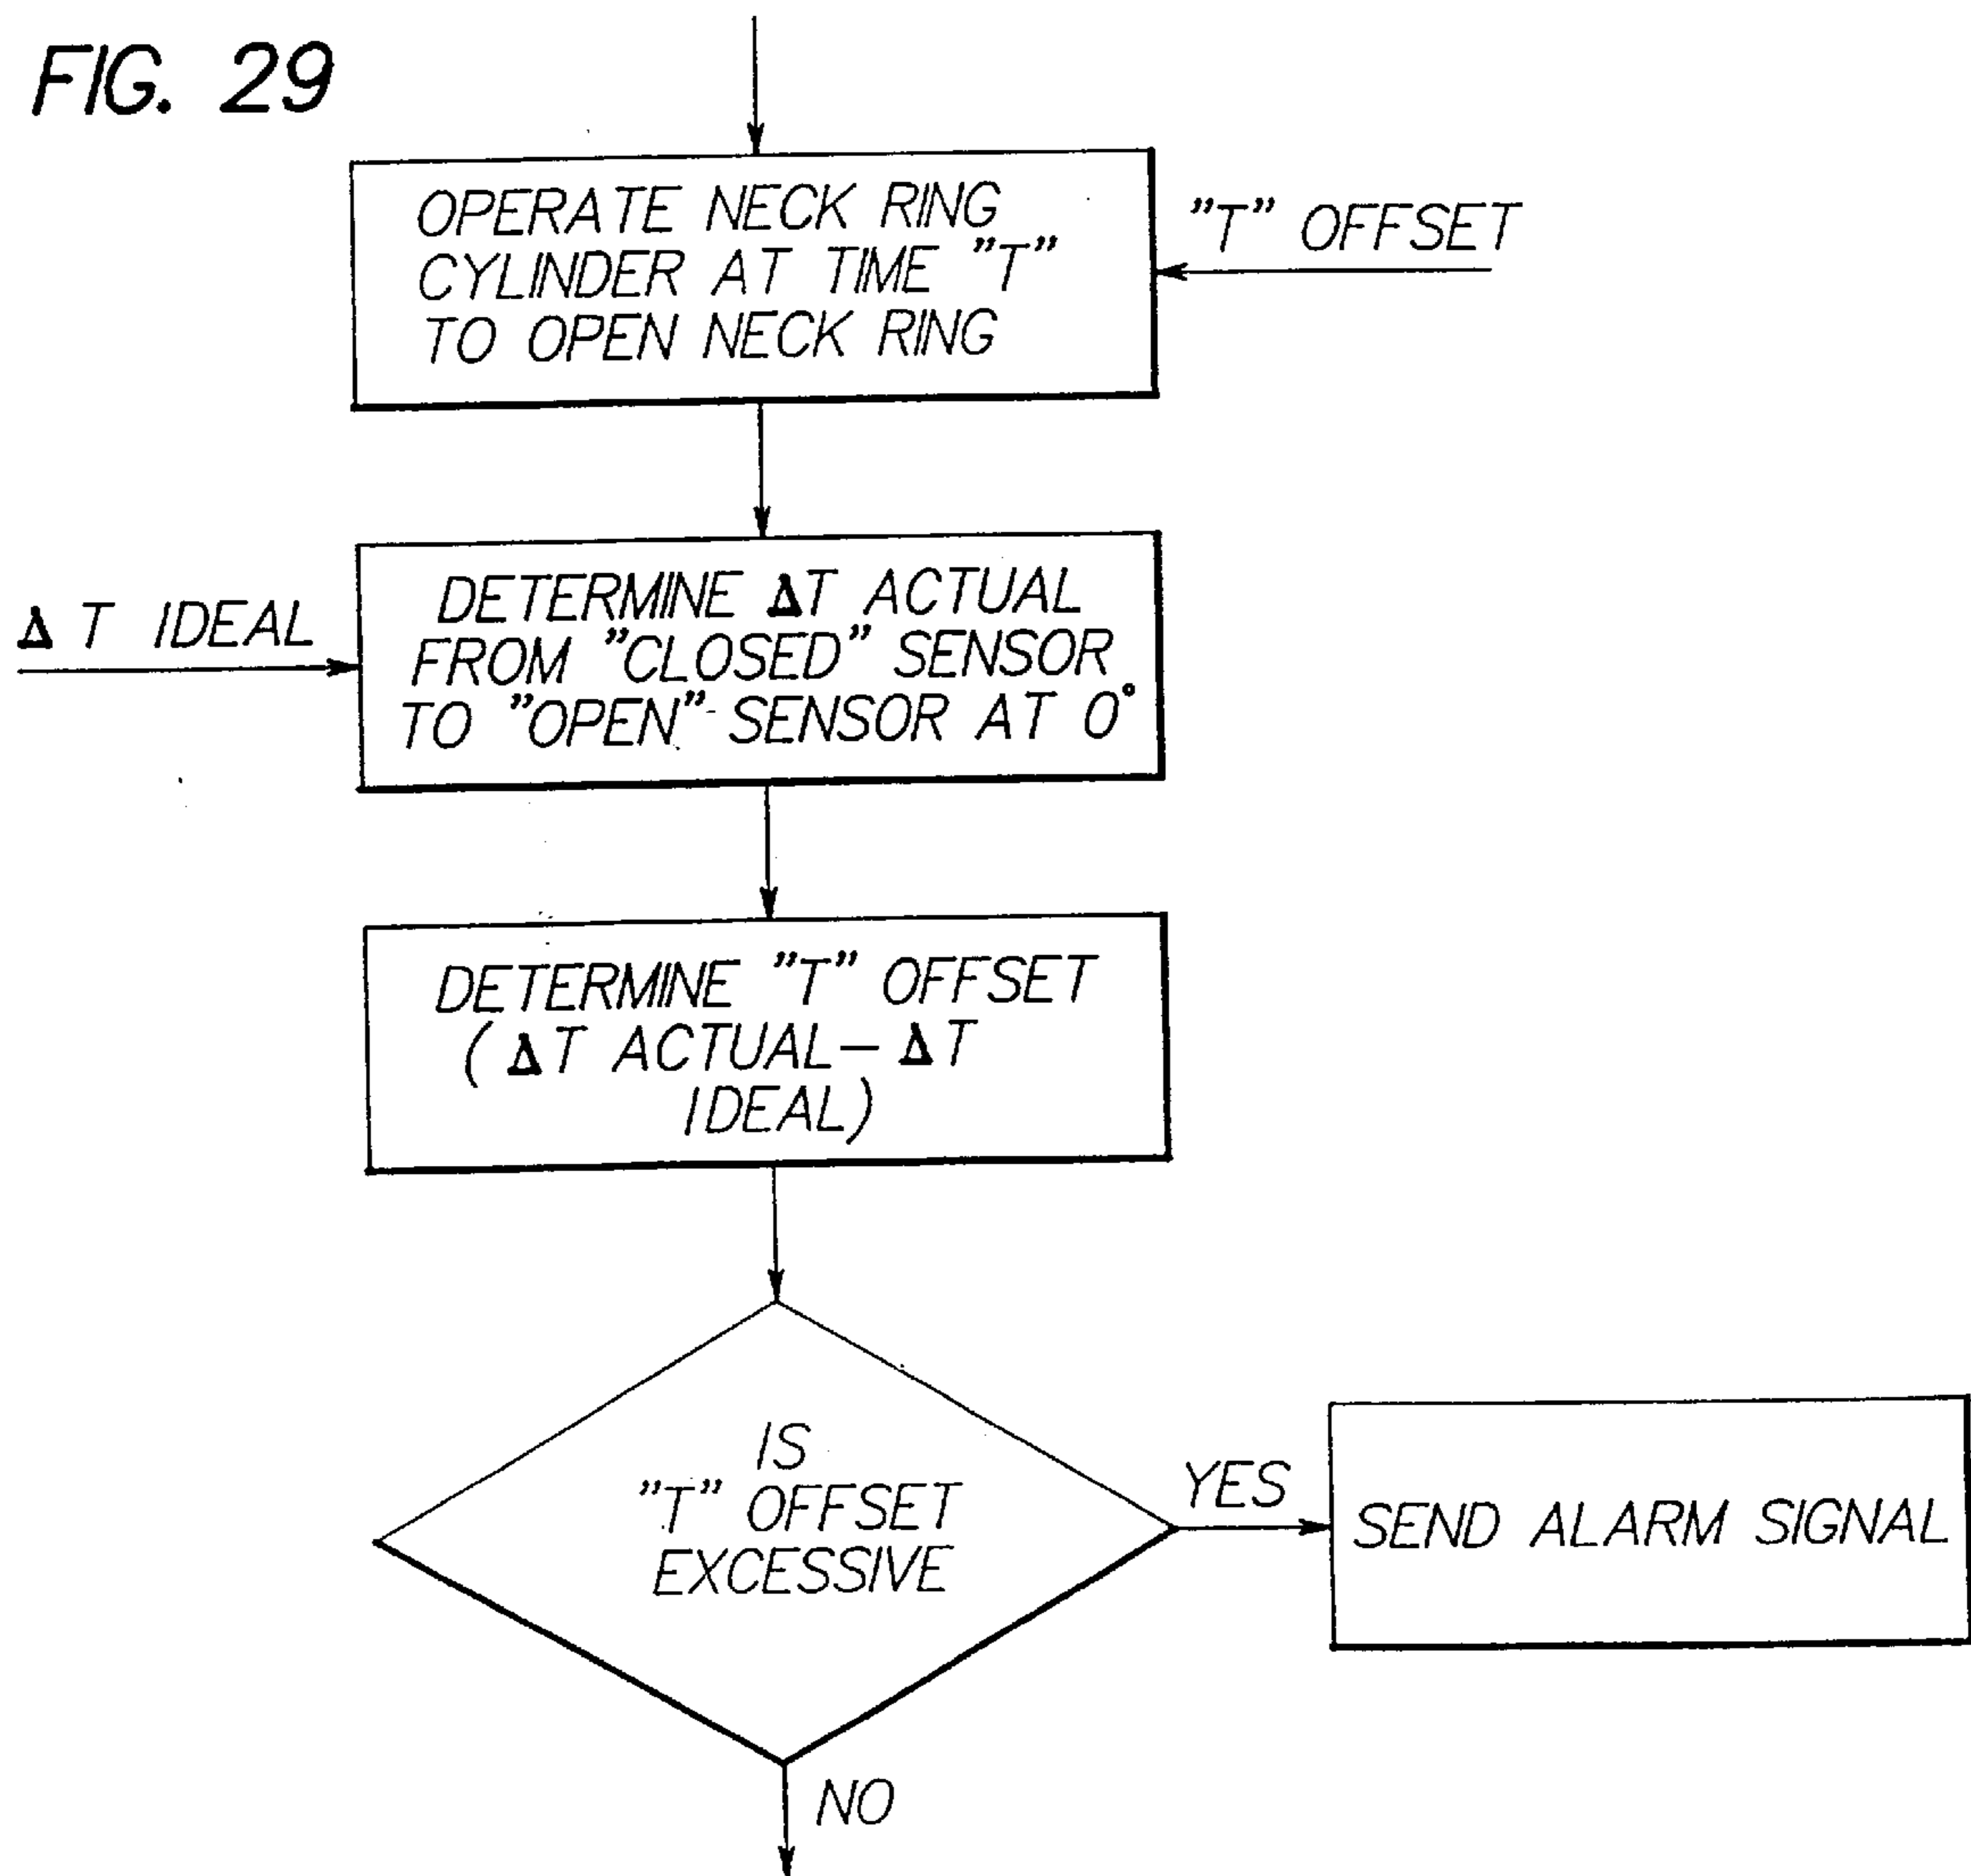 FIG. 29
OPERATE NECK RING
CYLINDER AT TIME "T"
TO OPEN NECK RING
"T" OFFSET
DETERMINE ΔT ACTUAL
FROM "CLOSED" SENSOR
TO "OPEN" SENSOR AT 0°
Δ T IDEAL
DETERMINE "T" OFFSET
(ΔT ACTUAL– ΔT
IDEAL)
IS
"T" OFFSET
EXCESSIVE
YES
SEND ALARM SIGNAL
NO